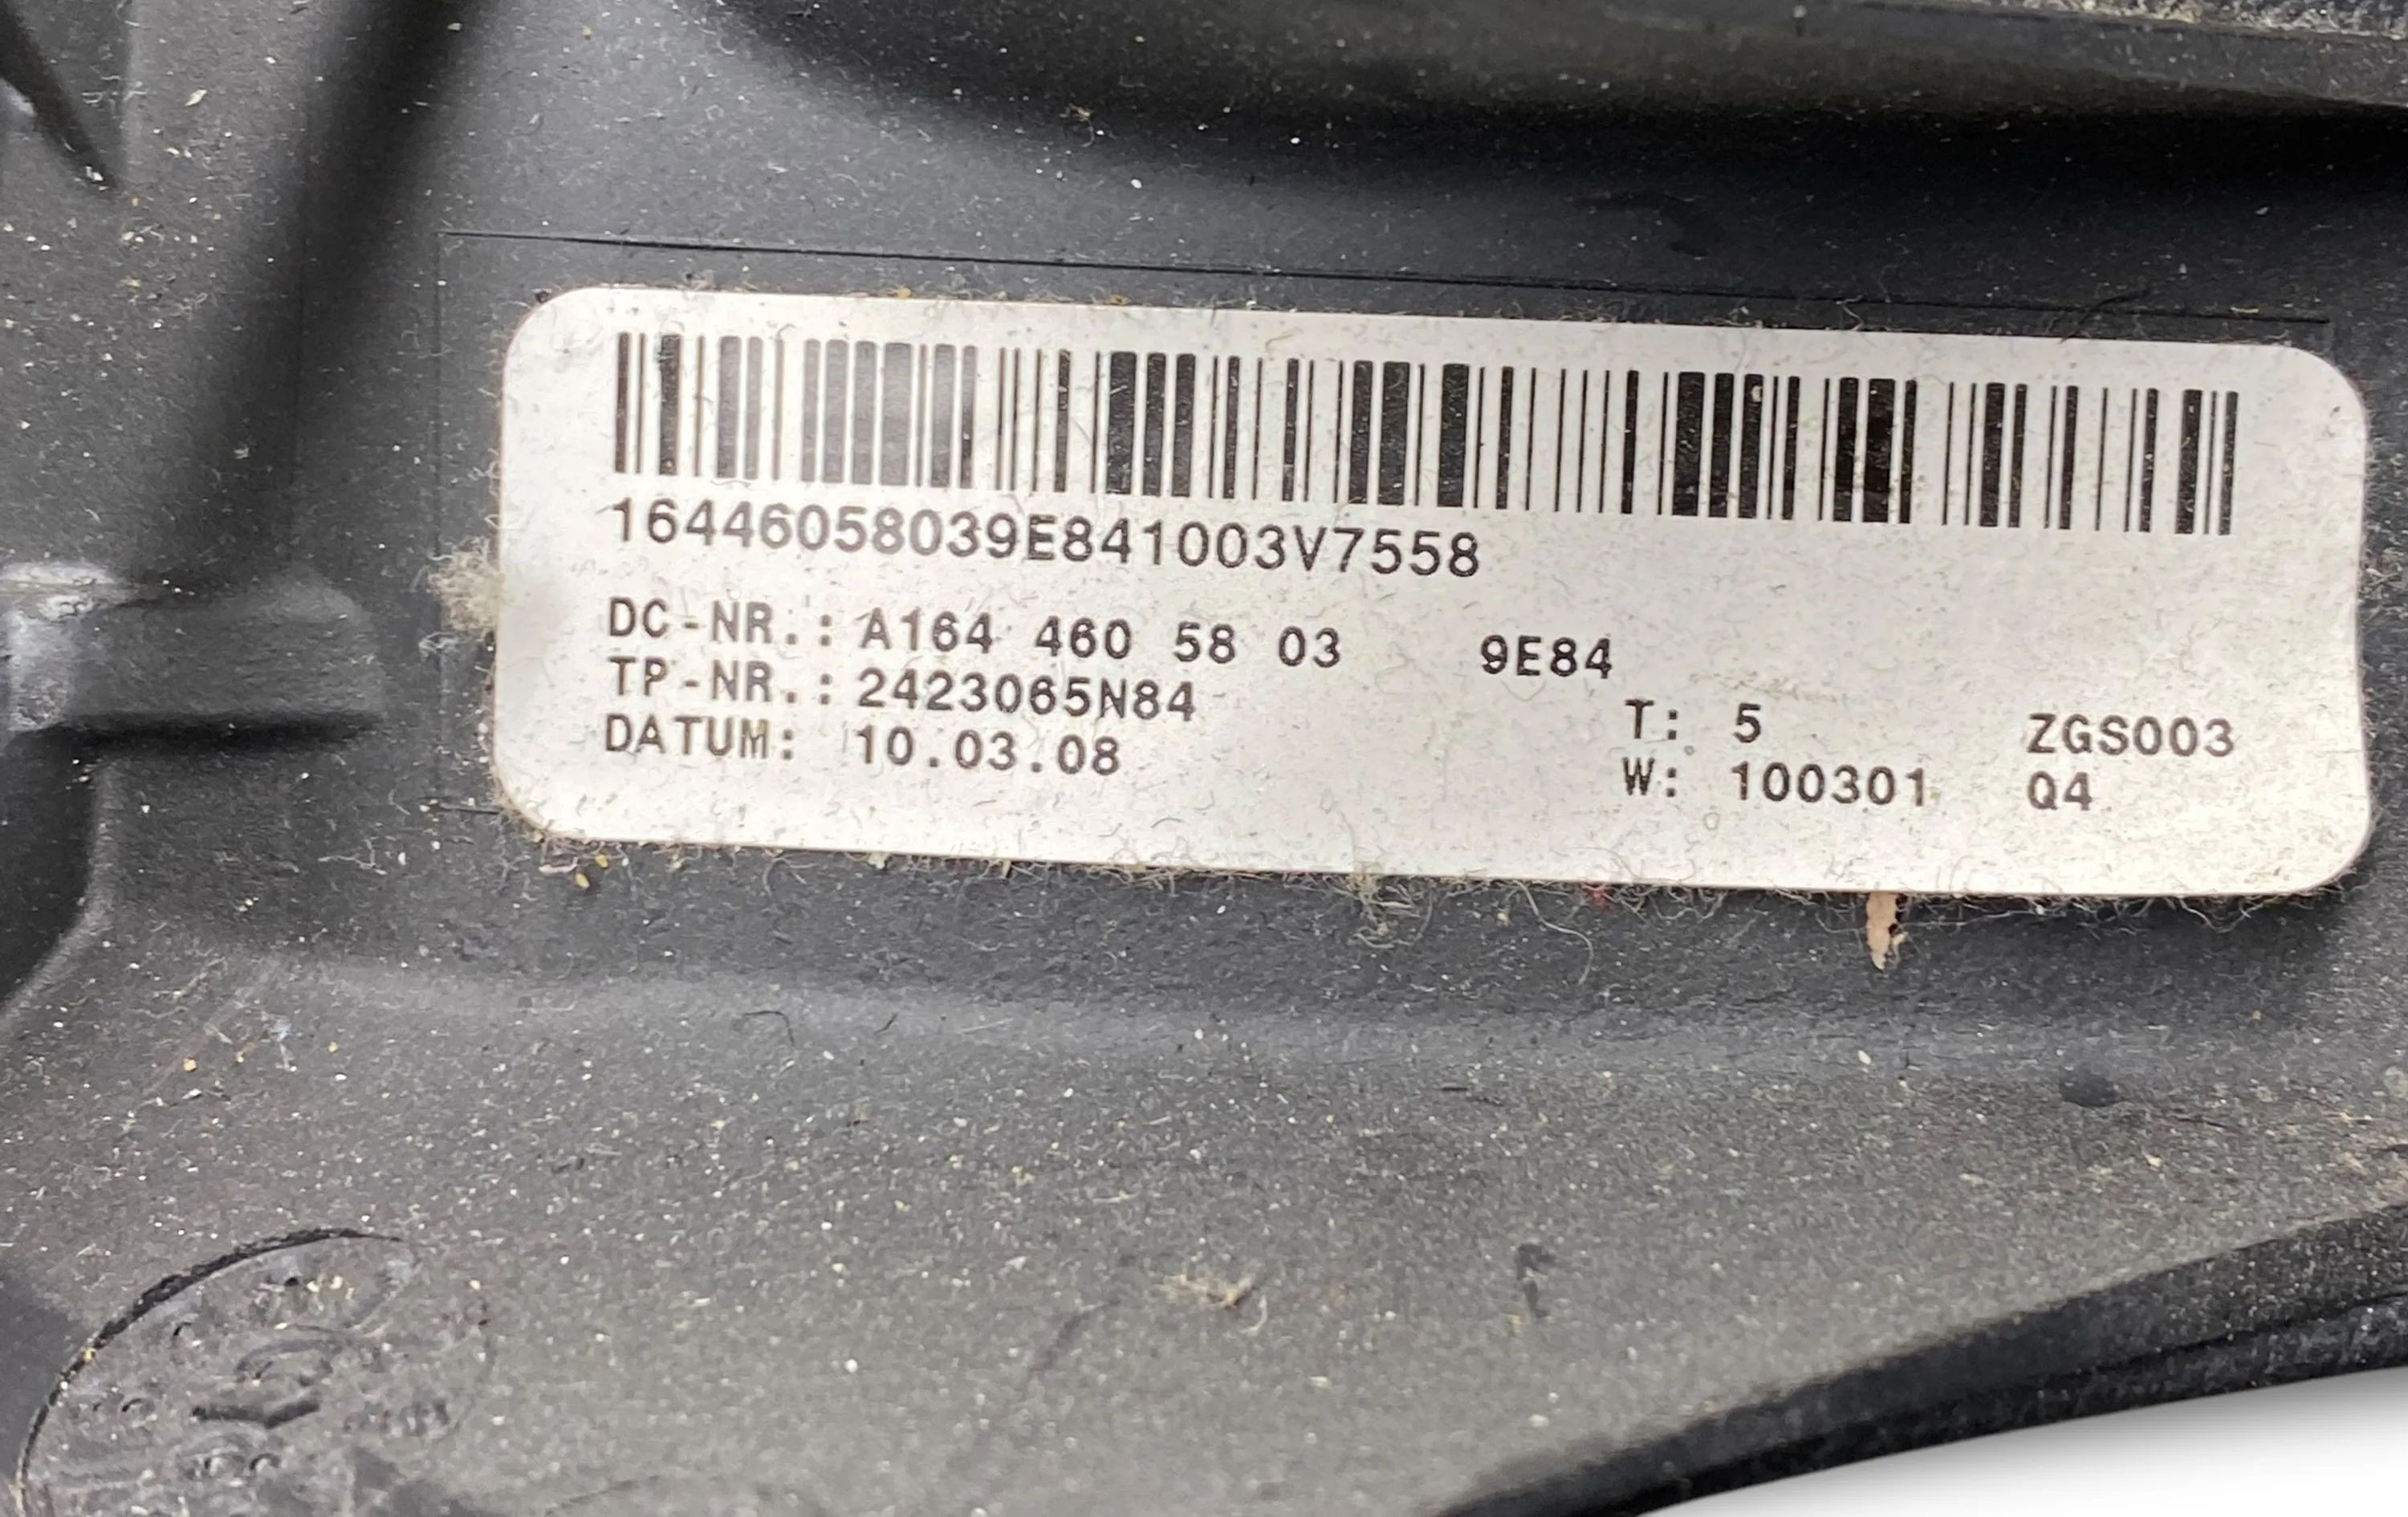 16446058039E841003V7558
DC-NR.: A164 460 58 03 9E84
TP-NR.: 2423065N84
T: 5 ZGS003
DATUM: 10.03.08
W: 100301 Q4